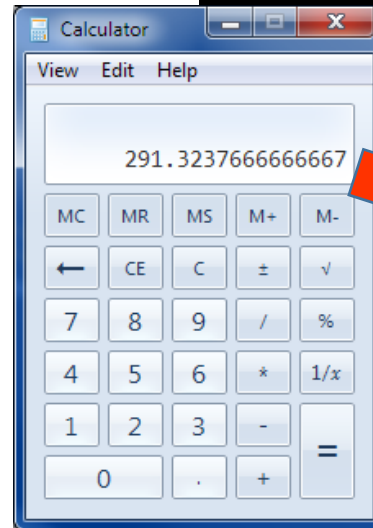 Calculator
View Edit Help
291.3237666666667
MC MR MS M+ M-
← CE C ± √
7 8 9 / %
4 5 6 * 1/x
1 2 3 - =
0 . +